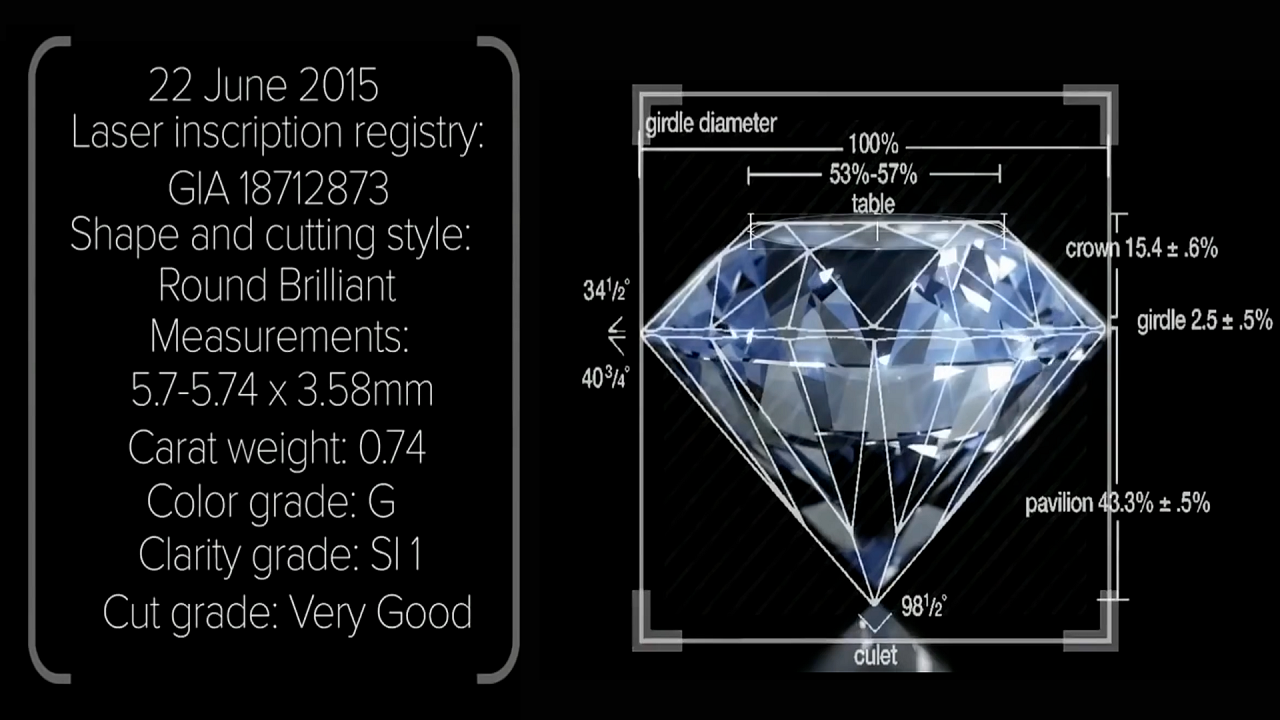 22 June 2015
Laser inscription registry:
GIA 18712873
Shape and cutting style:
Round Brilliant
Measurements:
5.7-5.74 x 3.58mm
Carat weight: 0.74
Color grade: G
Clarity grade: SI 1
Cut grade: Very Good
girdle diameter
100%
53%-57%
table
crown 15.4 ± .6%
34½°
girdle 2.5 ± .5%
40¾°
pavilion 43.3% ± .5%
98½°
culet